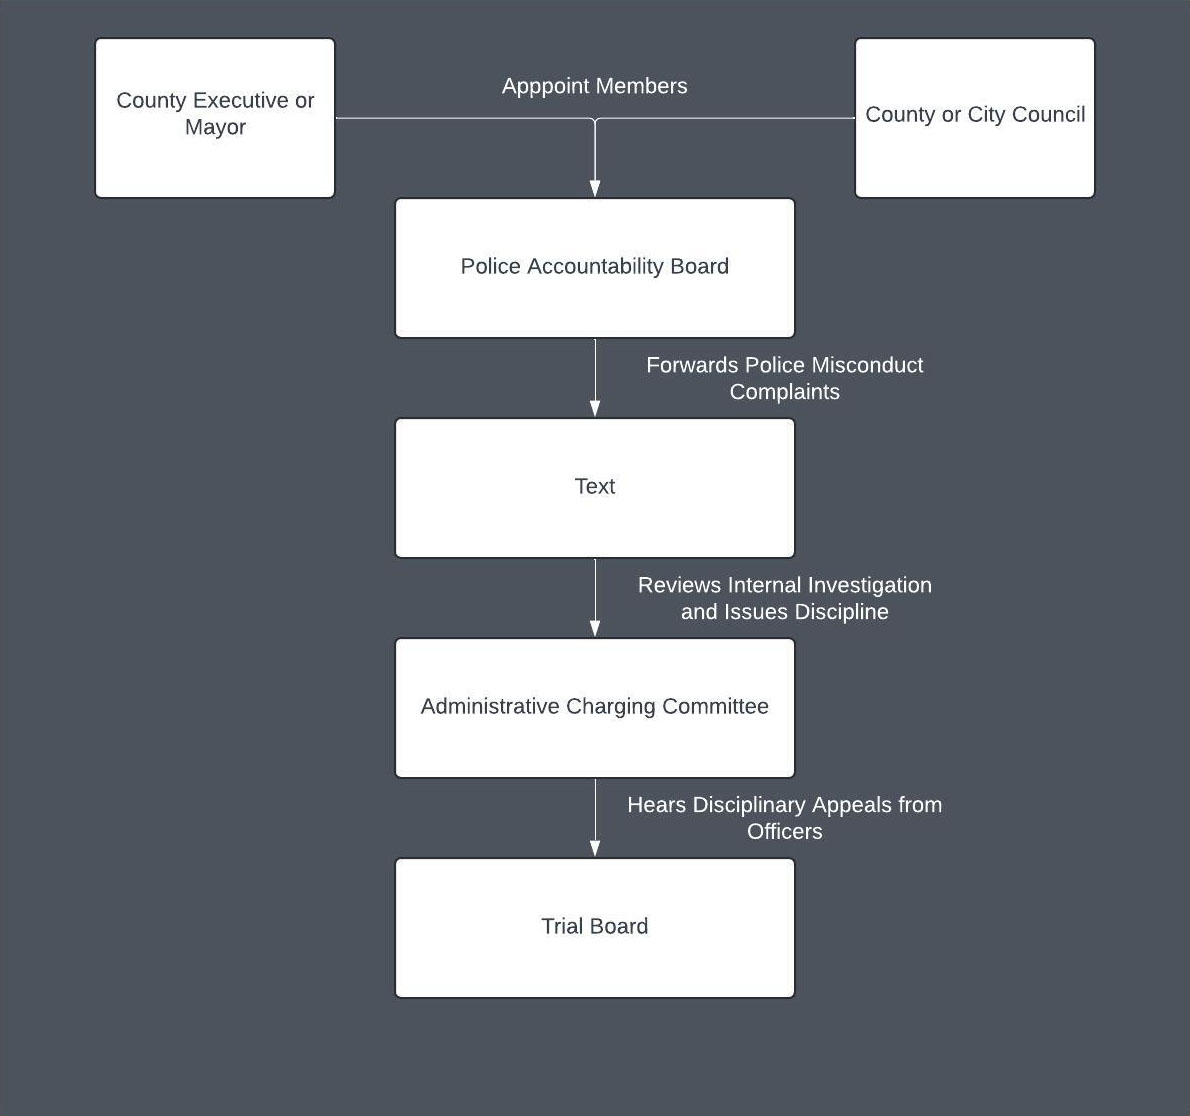 Apppoint Members
County Executive or
Mayor
County or City Council
Police Accountability Board
Forwards Police Misconduct
Complaints
Text
Reviews Internal Investigation
and Issues Discipline
Administrative Charging Committee
Hears Disciplinary Appeals from
Officers
Trial Board